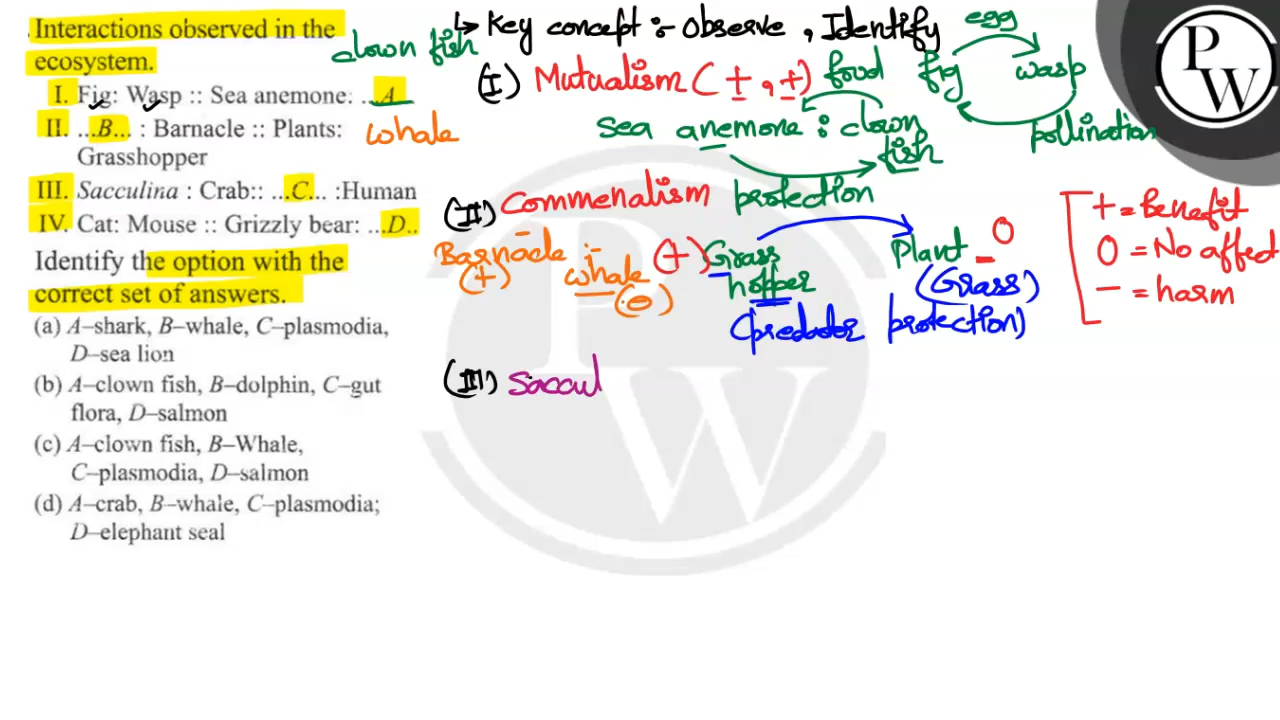 Interactions observed in the
ecosystem.
I. Fig: Wasp :: Sea anemone: ...A
II. ...B... : Barnacle :: Plants:
Grasshopper
III. Sacculina : Crab:: ...C... :Human
IV. Cat: Mouse :: Grizzly bear: ...D..
Identify the option with the
correct set of answers.
(a) A–shark, B–whale, C–plasmodia,
D–sea lion
(b) A–clown fish, B–dolphin, C–gut
flora, D–salmon
(c) A–clown fish, B–Whale,
C–plasmodia, D–salmon
(d) A–crab, B–whale, C–plasmodia;
D–elephant seal
clown fish
whale
↳ Key concept :- Observe , Identify
(I) Mutualism ( + , + )
food
sea anemone : clown
fish
protection
egg
fig wasp
pollination
(II) Commenalism
Barnacle :- whale
(+) (0)
(+) Grass
hopper
Plant - 0
(Grass)
(predator protection)
+ = Benefit
0 = No affect
- = harm
(III) Saccul
PW
PW